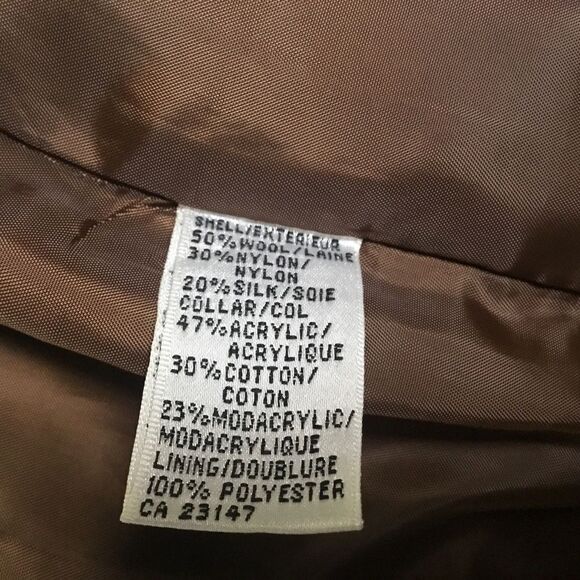 SHELL/EXTERIEUR
50% WOOL/LAINE
30% NYLON/
NYLON
20% SILK/SOIE
COLLAR/COL
47% ACRYLIC/
ACRYLIQUE
30% COTTON/
COTON
23% MODACRYLIC/
MODACRYLIQUE
LINING/DOUBLURE
100% POLYESTER
CA 23147